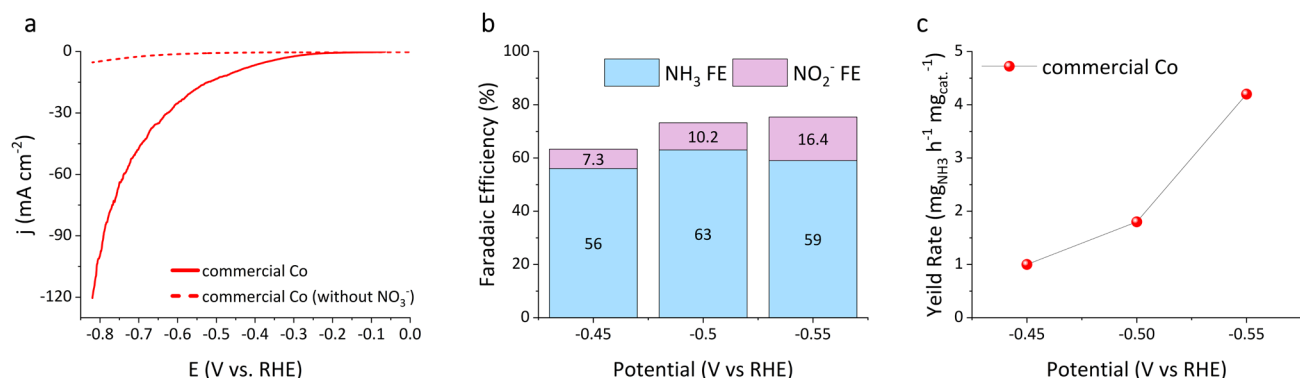 a
0
-30
-60
-90
-120
j (mA cm⁻²)
commercial Co
commercial Co (without NO₃⁻)
-0.8 -0.7 -0.6 -0.5 -0.4 -0.3 -0.2 -0.1 0.0
E (V vs. RHE)
b
100
80
60
40
20
0
Faradaic Efficiency (%)
NH₃ FE NO₂⁻ FE
7.3 10.2 16.4
56 63 59
-0.45 -0.5 -0.55
Potential (V vs RHE)
c
5
4
3
2
1
0
Yeild Rate (mg_NH3 h⁻¹ mg_cat.⁻¹)
commercial Co
-0.45 -0.50 -0.55
Potential (V vs RHE)